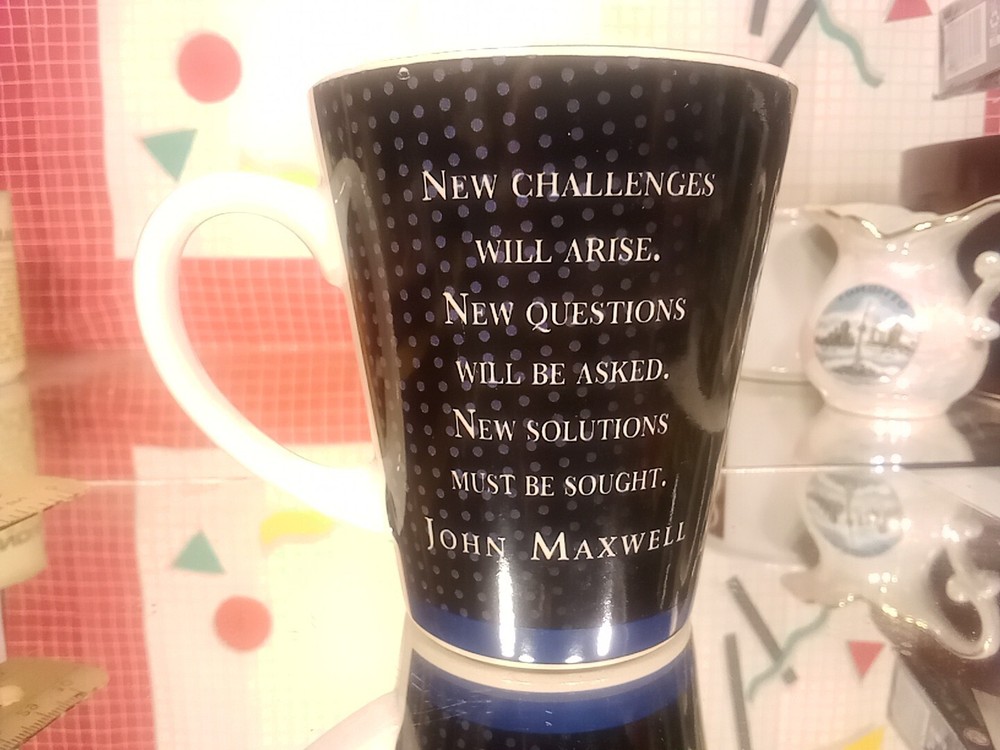 New challenges
will arise.
New questions
will be asked.
New solutions
must be sought.
John Maxwell